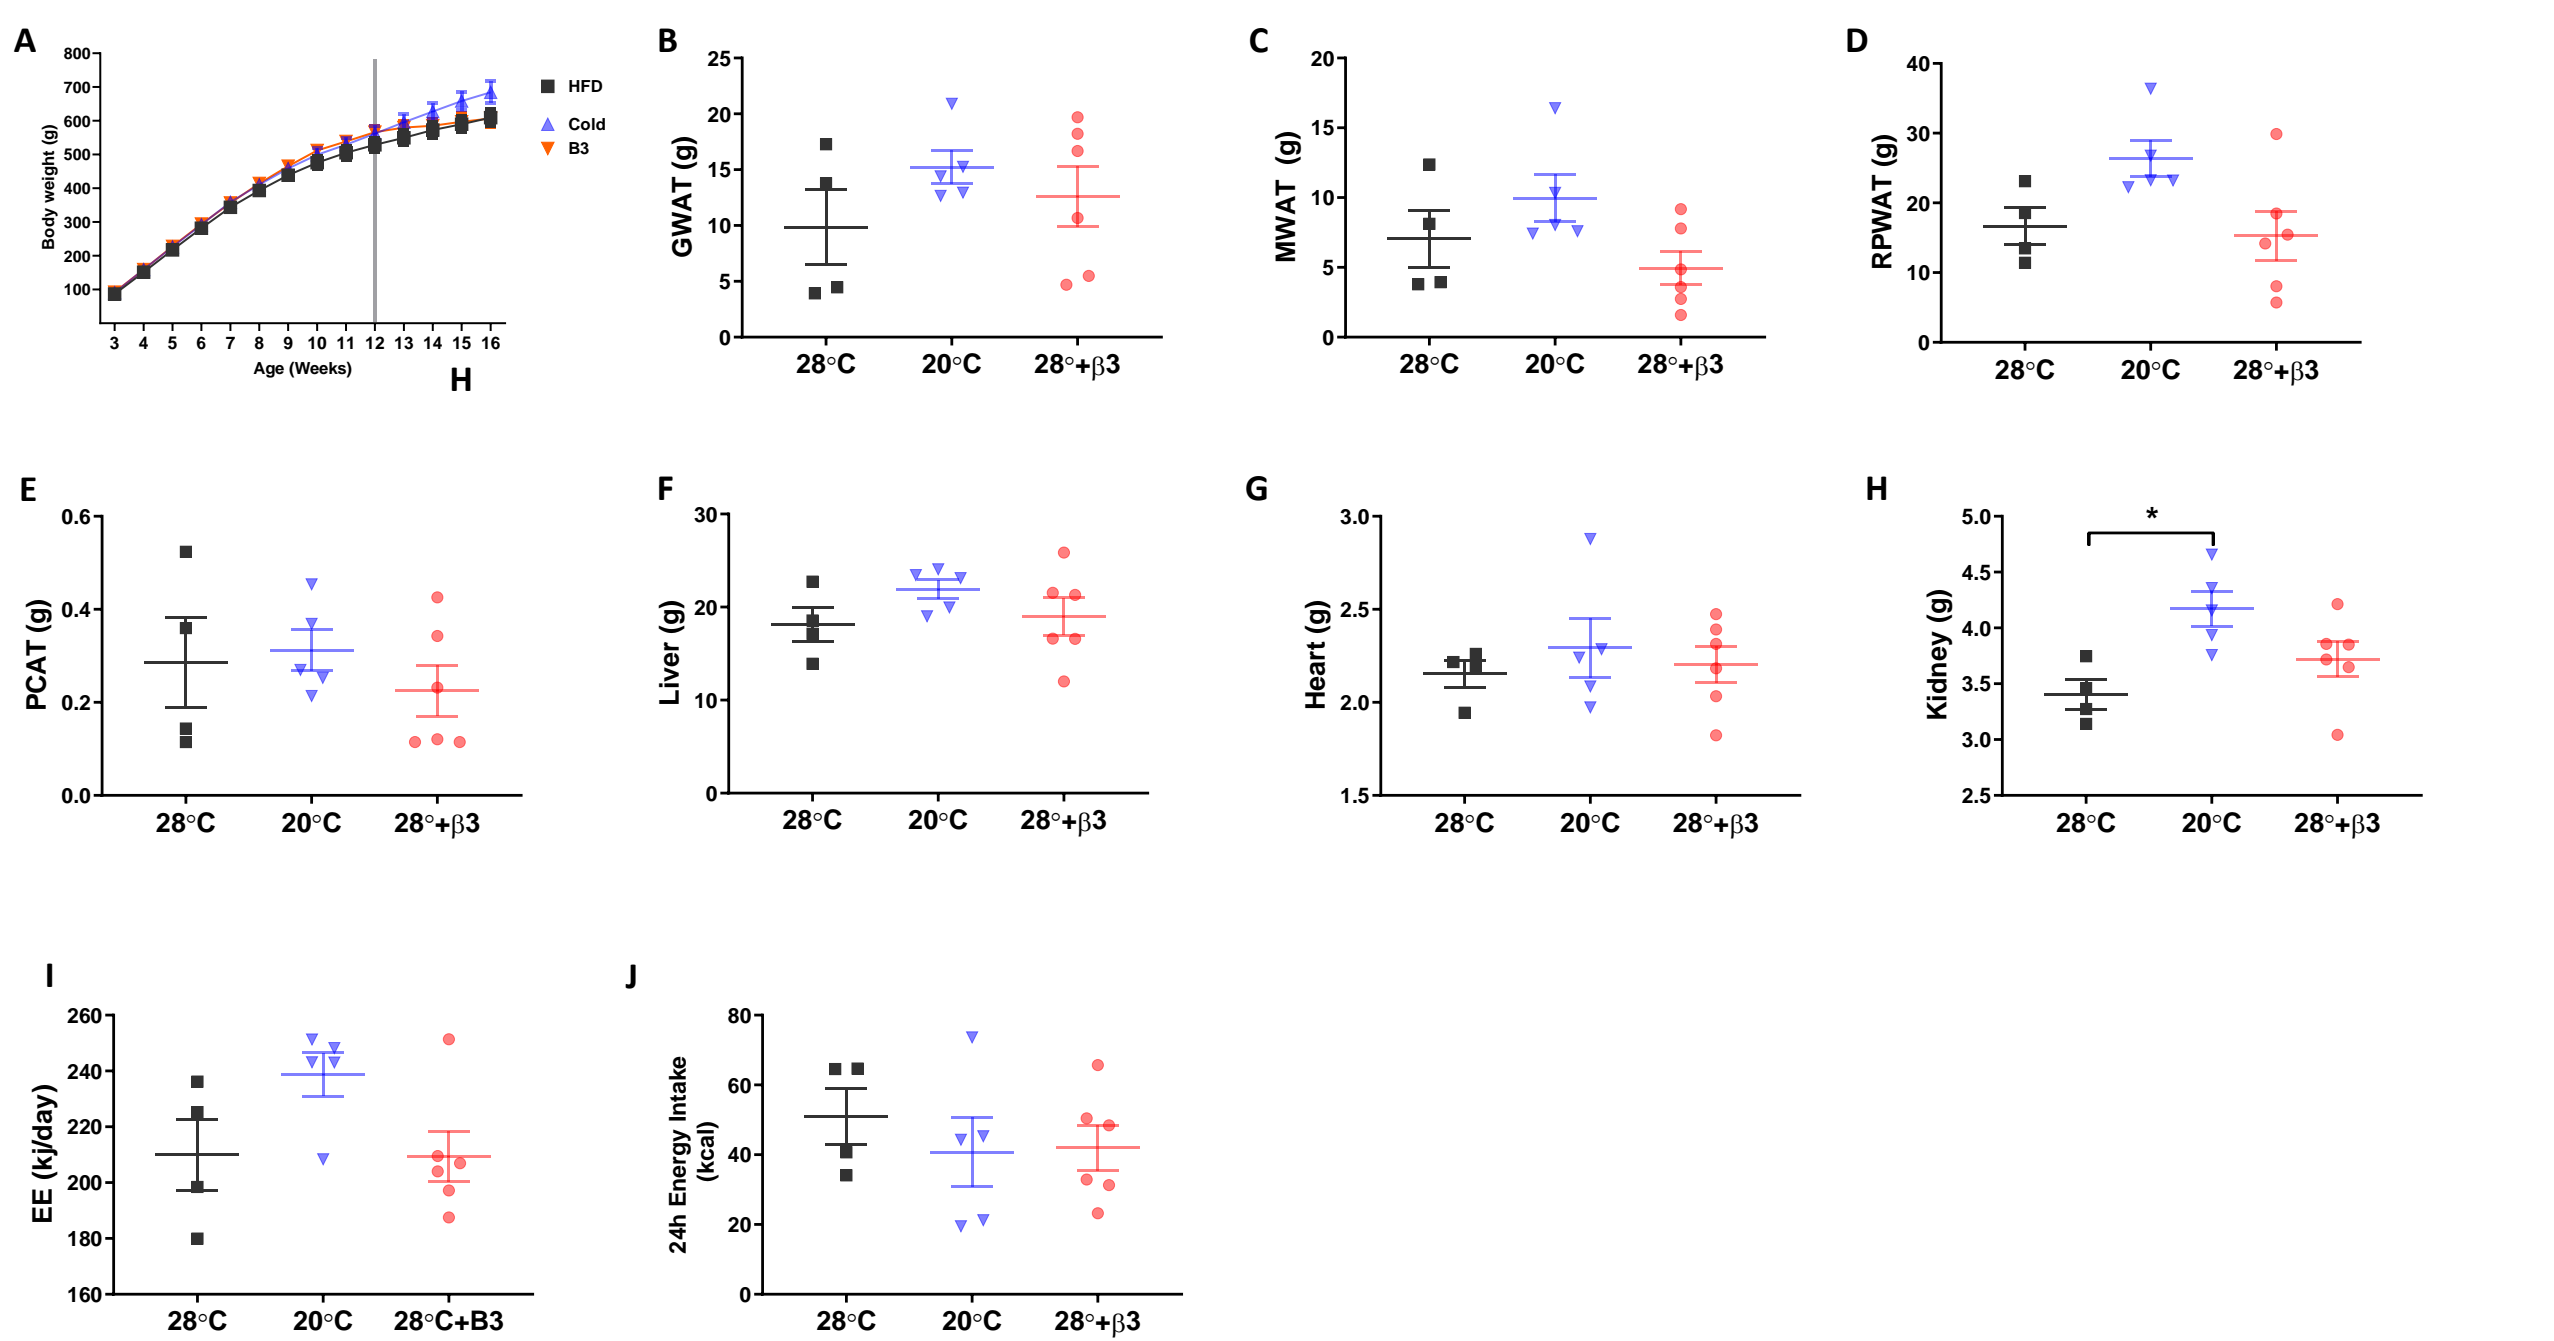 A
800
700
600
500
400
300
200
100
Body weight (g)
3 4 5 6 7 8 9 10 11 12 13 14 15 16
Age (Weeks)
H
HFD
Cold
B3
B
25
20
15
10
5
0
GWAT (g)
28°C 20°C 28°+β3
C
20
15
10
5
0
MWAT (g)
28°C 20°C 28°+β3
D
40
30
20
10
0
RPWAT (g)
28°C 20°C 28°+β3
E
0.6
0.4
0.2
0.0
PCAT (g)
28°C 20°C 28°+β3
F
30
20
10
0
Liver (g)
28°C 20°C 28°+β3
G
3.0
2.5
2.0
1.5
Heart (g)
28°C 20°C 28°+β3
H
5.0
4.5
4.0
3.5
3.0
2.5
Kidney (g)
*
28°C 20°C 28°+β3
I
260
240
220
200
180
160
EE (kj/day)
28°C 20°C 28°C+B3
J
80
60
40
20
0
24h Energy Intake
(kcal)
28°C 20°C 28°+β3